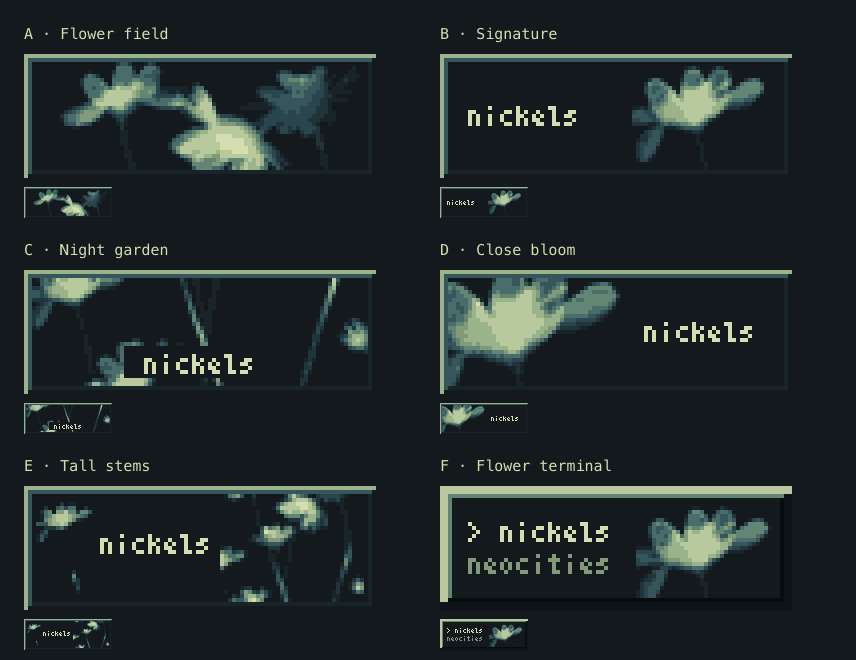 A · Flower field
B · Signature
nickels
nickels
C · Night garden
D · Close bloom
nickels
nickels
nickels
nickels
E · Tall stems
F · Flower terminal
nickels
> nickels
neocities
nickels
> nickels
neocities